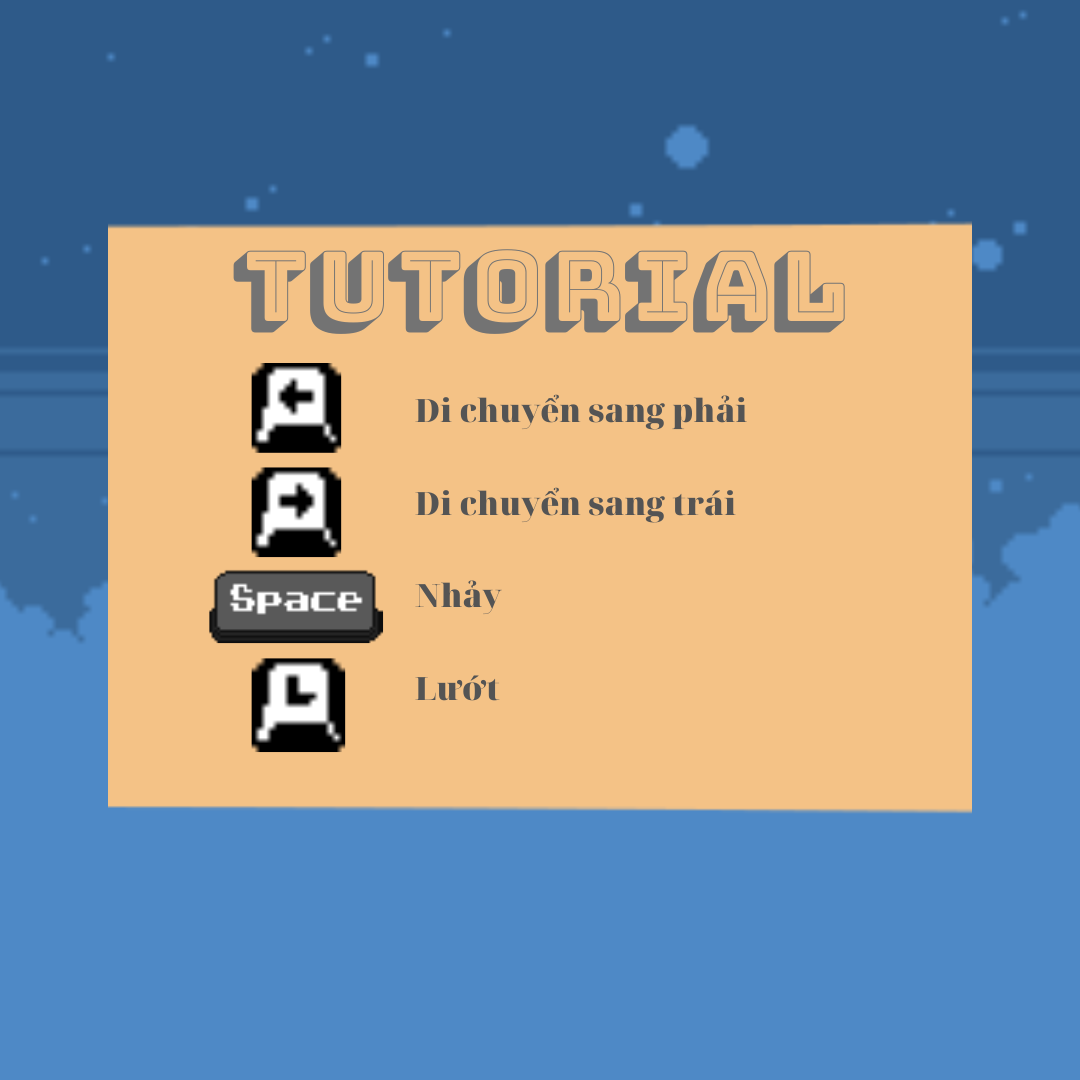 TUTORIAL
Di chuyển sang phải
Di chuyển sang trái
Space Nhảy
L Lướt